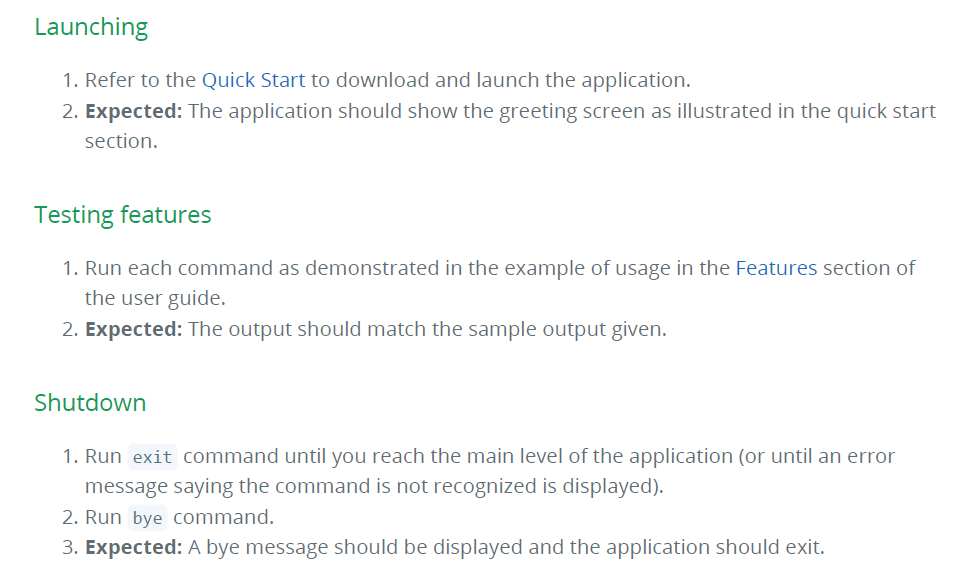 Launching
1. Refer to the Quick Start to download and launch the application.
2. Expected: The application should show the greeting screen as illustrated in the quick start
section.
Testing features
1. Run each command as demonstrated in the example of usage in the Features section of
the user guide.
2. Expected: The output should match the sample output given.
Shutdown
1. Run exit command until you reach the main level of the application (or until an error
message saying the command is not recognized is displayed).
2. Run bye command.
3. Expected: A bye message should be displayed and the application should exit.